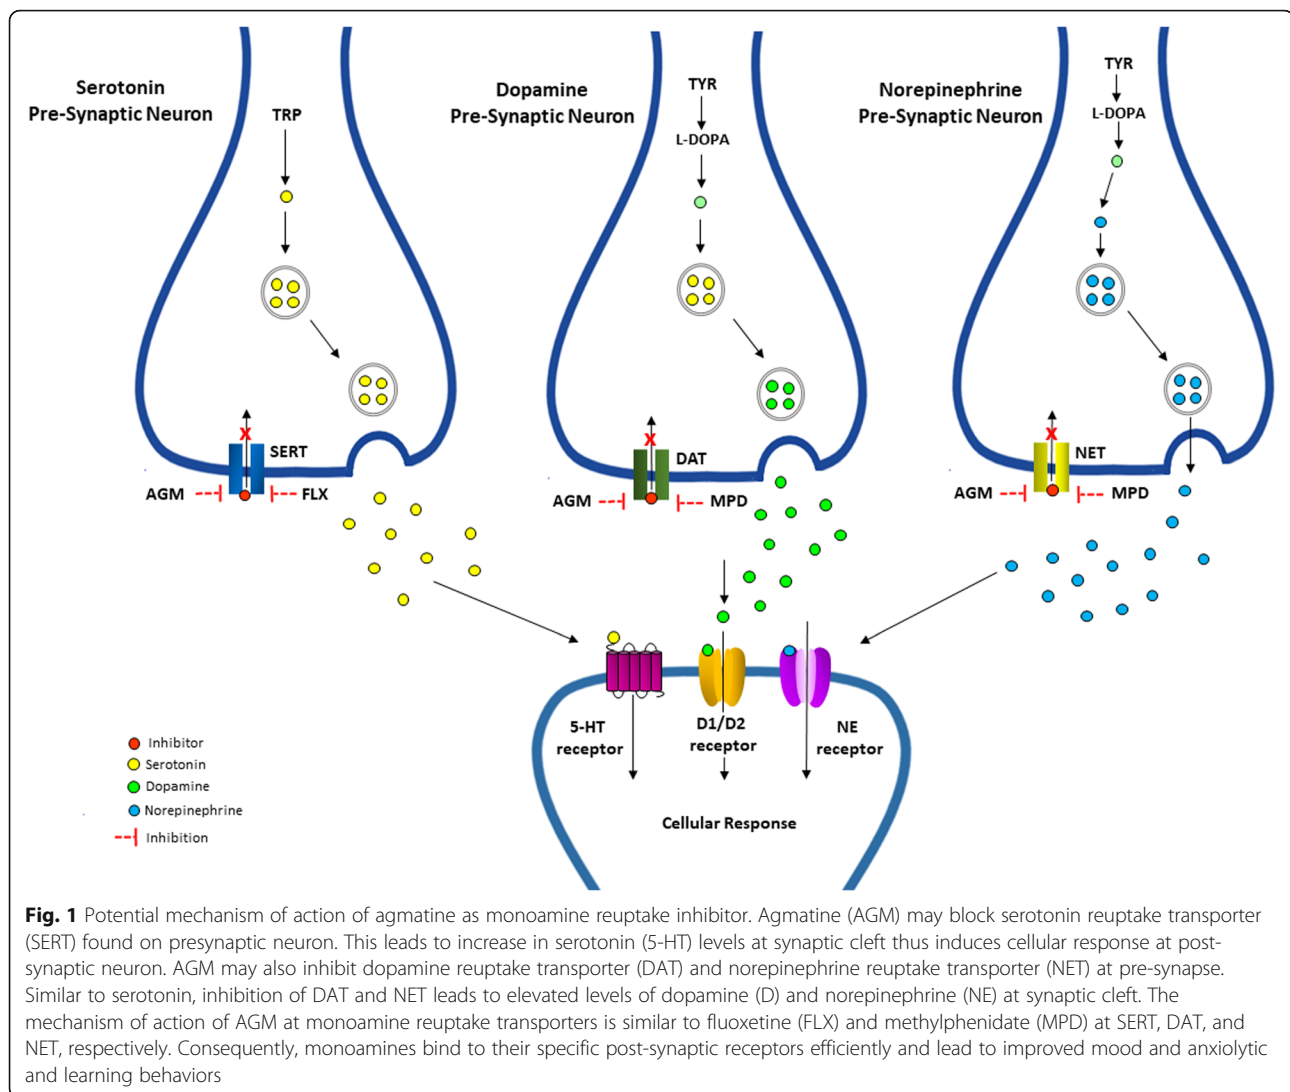 Serotonin
Pre-Synaptic Neuron
TRP
SERT
AGM
FLX
Dopamine
Pre-Synaptic Neuron
TYR
L-DOPA
X
DAT
AGM
MPD
Norepinephrine
Pre-Synaptic Neuron
TYR
L-DOPA
X
NET
AGM
MPD
X
5-HT
receptor
D1/D2
receptor
NE
receptor
Cellular Response
Inhibitor
Serotonin
Dopamine
Norepinephrine
Inhibition
Fig. 1 Potential mechanism of action of agmatine as monoamine reuptake inhibitor. Agmatine (AGM) may block serotonin reuptake transporter
(SERT) found on presynaptic neuron. This leads to increase in serotonin (5-HT) levels at synaptic cleft thus induces cellular response at post-
synaptic neuron. AGM may also inhibit dopamine reuptake transporter (DAT) and norepinephrine reuptake transporter (NET) at pre-synapse.
Similar to serotonin, inhibition of DAT and NET leads to elevated levels of dopamine (D) and norepinephrine (NE) at synaptic cleft. The
mechanism of action of AGM at monoamine reuptake transporters is similar to fluoxetine (FLX) and methylphenidate (MPD) at SERT, DAT, and
NET, respectively. Consequently, monoamines bind to their specific post-synaptic receptors efficiently and lead to improved mood and anxiolytic
and learning behaviors